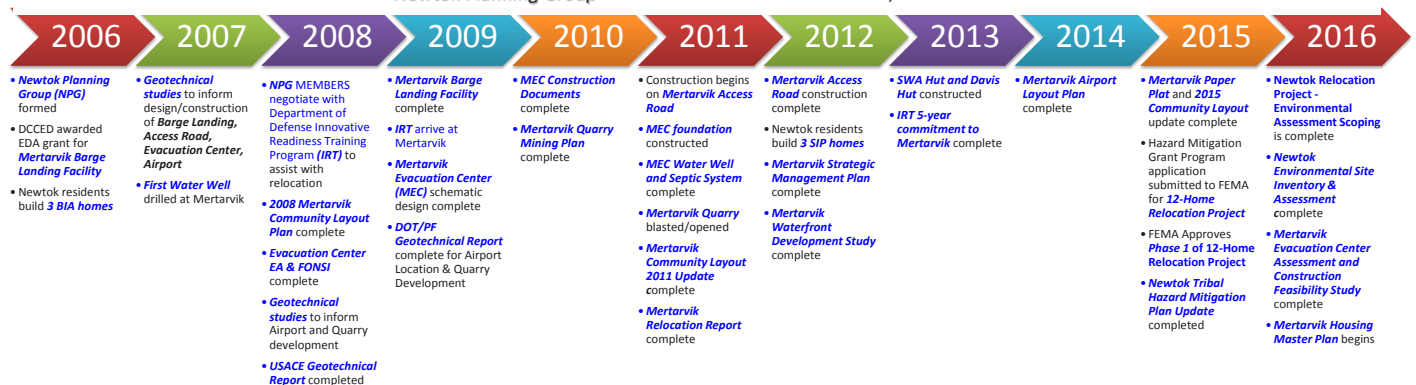 Newtok Planning Group
2006
2007
2008
2009
2010
2011
2012
2013
2014
2015
2016
• Newtok Planning
Group (NPG)
formed
• DCCED awarded
EDA grant for
Mertarvik Barge
Landing Facility
• Newtok residents
build 3 BIA homes
• Geotechnical
studies to inform
design/construction
of Barge Landing,
Access Road,
Evacuation Center,
Airport
• First Water Well
drilled at Mertarvik
• NPG MEMBERS
negotiate with
Department of
Defense Innovative
Readiness Training
Program (IRT) to
assist with
relocation
• 2008 Mertarvik
Community Layout
Plan complete
• Evacuation Center
EA & FONSI
complete
• Geotechnical
studies to inform
Airport and Quarry
development
• USACE Geotechnical
Report completed
• Mertarvik Barge
Landing Facility
complete
• IRT arrive at
Mertarvik
• Mertarvik
Evacuation Center
(MEC) schematic
design complete
• DOT/PF
Geotechnical Report
complete for Airport
Location & Quarry
Development
• MEC Construction
Documents
complete
• Mertarvik Quarry
Mining Plan
complete
• Construction begins
on Mertarvik Access
Road
• MEC foundation
constructed
• MEC Water Well
and Septic System
complete
• Mertarvik Quarry
blasted/opened
• Mertarvik
Community Layout
2011 Update
complete
• Mertarvik
Relocation Report
complete
• Mertarvik Access
Road construction
complete
• Newtok residents
build 3 SIP homes
• Mertarvik Strategic
Management Plan
complete
• Mertarvik
Waterfront
Development Study
complete
• SWA Hut and Davis
Hut constructed
• IRT 5-year
commitment to
Mertarvik complete
• Mertarvik Airport
Layout Plan
complete
• Mertarvik Paper
Plat and 2015
Community Layout
update complete
• Hazard Mitigation
Grant Program
application
submitted to FEMA
for 12-Home
Relocation Project
• FEMA Approves
Phase 1 of 12-Home
Relocation Project
• Newtok Tribal
Hazard Mitigation
Plan Update
completed
• Newtok Relocation
Project -
Environmental
Assessment Scoping
is complete
• Newtok
Environmental Site
Inventory &
Assessment
complete
• Mertarvik
Evacuation Center
Assessment and
Construction
Feasibility Study
complete
• Mertarvik Housing
Master Plan begins